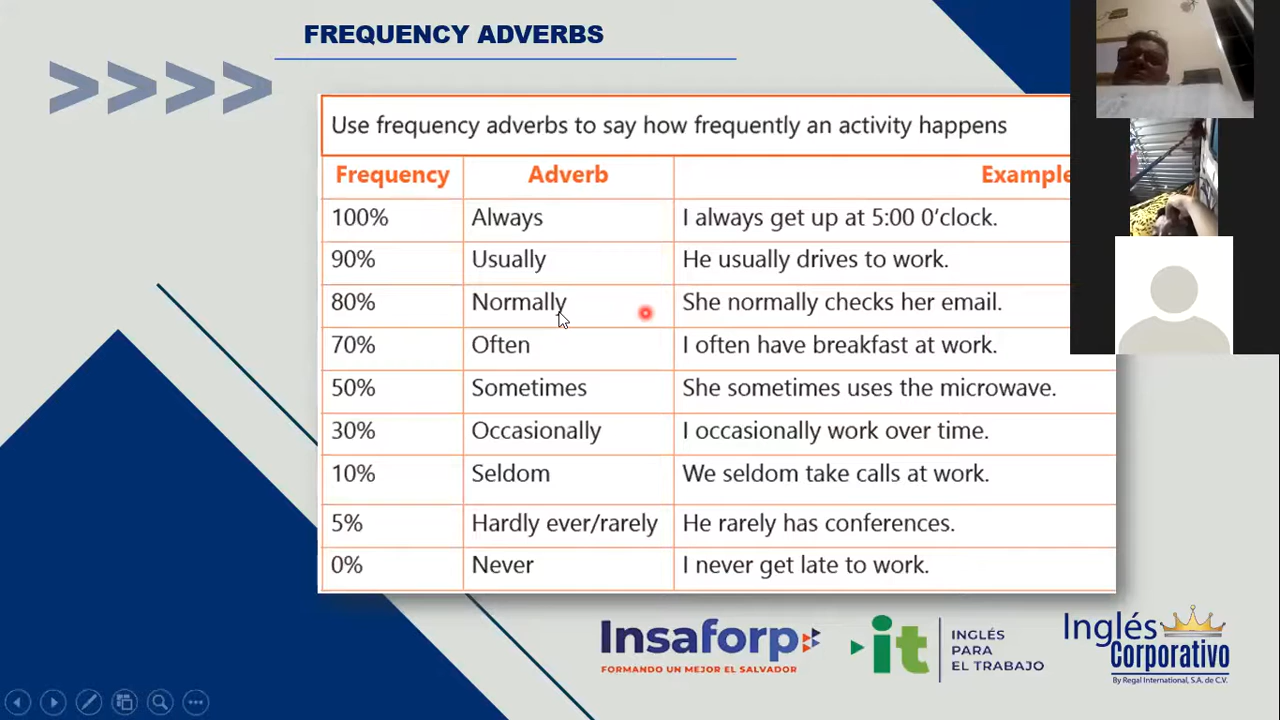 FREQUENCY ADVERBS
Use frequency adverbs to say how frequently an activity happens
Frequency Adverb Example
100% Always I always get up at 5:00 0'clock.
90% Usually He usually drives to work.
80% Normally She normally checks her email.
70% Often I often have breakfast at work.
50% Sometimes She sometimes uses the microwave.
30% Occasionally I occasionally work over time.
10% Seldom We seldom take calls at work.
5% Hardly ever/rarely He rarely has conferences.
0% Never I never get late to work.
Insaforp
FORMANDO UN MEJOR EL SALVADOR
it
INGLÉS
PARA
EL TRABAJO
Inglés
Corporativo
By Regal International, S.A. de C.V.